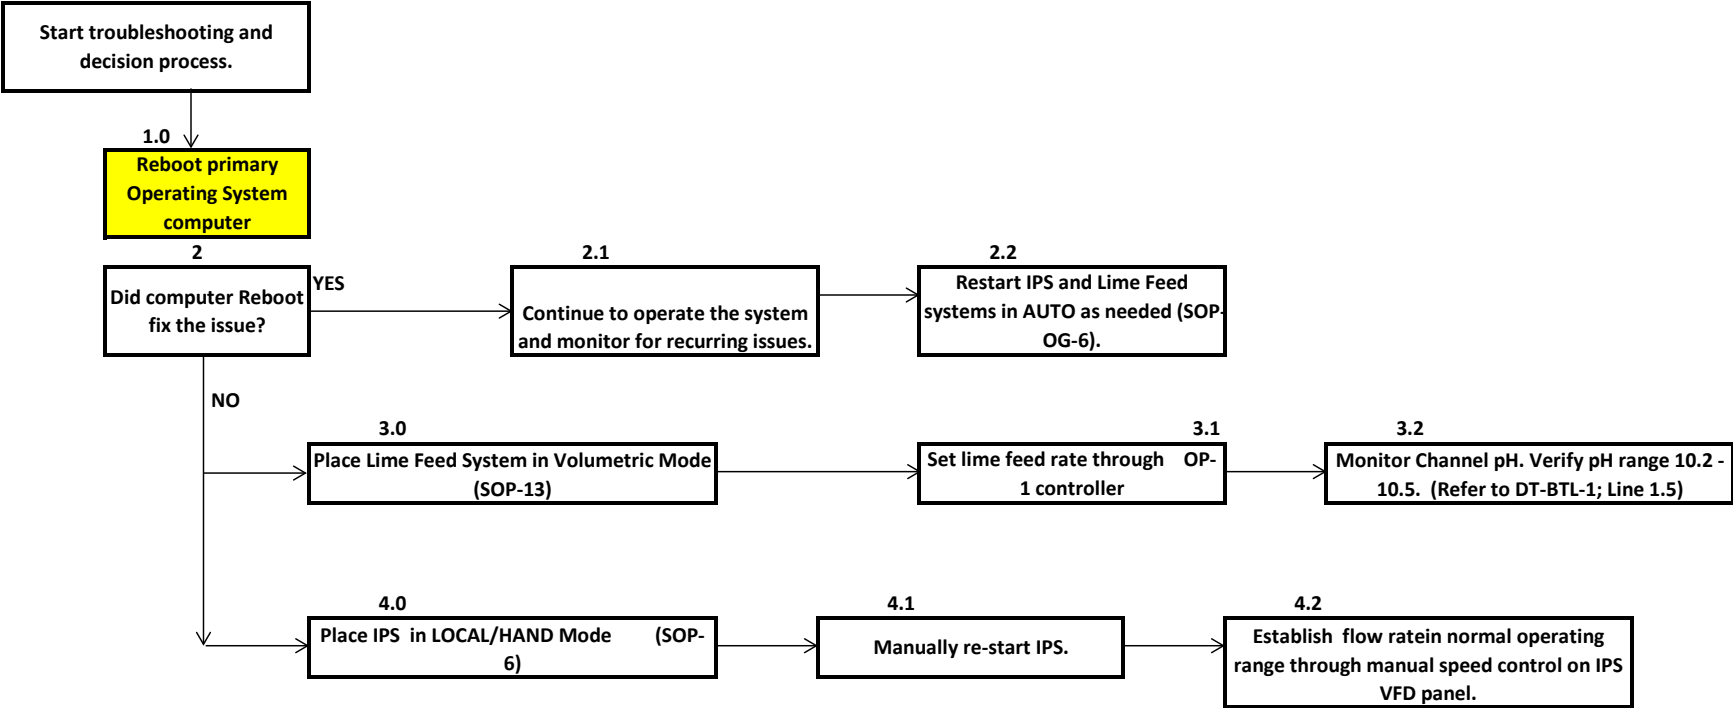 Start troubleshooting and
decision process.
1.0
Reboot primary
Operating System
computer
2
Did computer Reboot
fix the issue?
YES
2.1
Continue to operate the system
and monitor for recurring issues.
2.2
Restart IPS and Lime Feed
systems in AUTO as needed (SOP-
OG-6).
NO
3.0
Place Lime Feed System in Volumetric Mode
(SOP-13)
3.1
Set lime feed rate through OP-
1 controller
3.2
Monitor Channel pH. Verify pH range 10.2 -
10.5. (Refer to DT-BTL-1; Line 1.5)
4.0
Place IPS in LOCAL/HAND Mode (SOP-
6)
4.1
Manually re-start IPS.
4.2
Establish flow ratein normal operating
range through manual speed control on IPS
VFD panel.